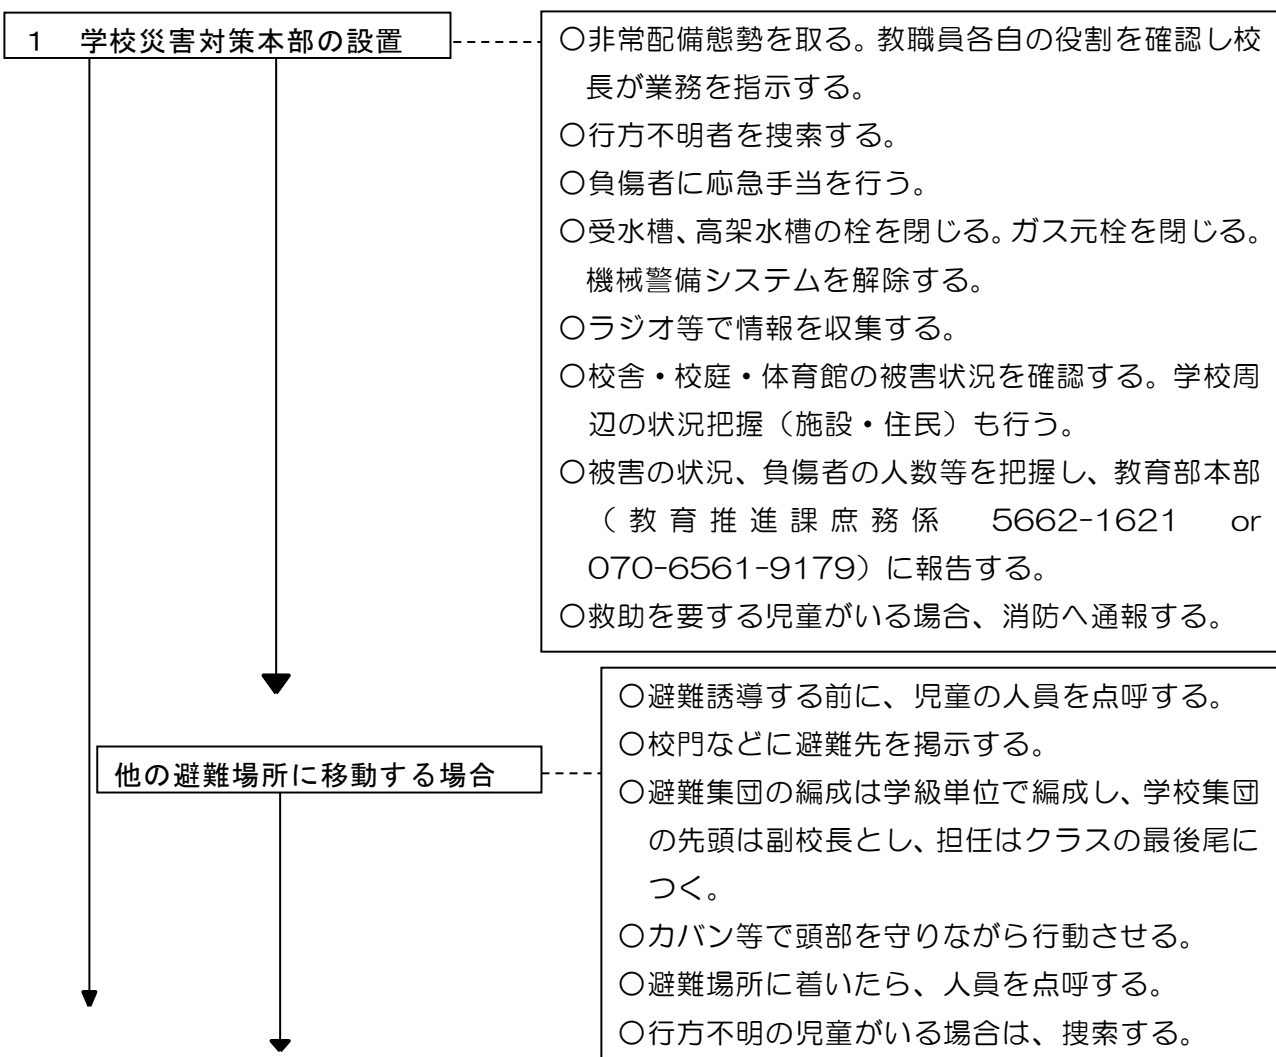 1 学校災害対策本部の設置
〇非常配備態勢を取る。教職員各自の役割を確認し校
長が業務を指示する。
〇行方不明者を捜索する。
〇負傷者に応急手当を行う。
〇受水槽、高架水槽の栓を閉じる。ガス元栓を閉じる。
機械警備システムを解除する。
〇ラジオ等で情報を収集する。
〇校舎・校庭・体育館の被害状況を確認する。学校周
辺の状況把握（施設・住民）も行う。
〇被害の状況、負傷者の人数等を把握し、教育部本部
（教育推進課庶務係 5662-1621 or
070-6561-9179）に報告する。
〇救助を要する児童がいる場合、消防へ通報する。
他の避難場所に移動する場合
〇避難誘導する前に、児童の人員を点呼する。
〇校門などに避難先を掲示する。
〇避難集団の編成は学級単位で編成し、学校集団
の先頭は副校長とし、担任はクラスの最後尾に
つく。
〇カバン等で頭部を守りながら行動させる。
〇避難場所に着いたら、人員を点呼する。
〇行方不明の児童がいる場合は、捜索する。